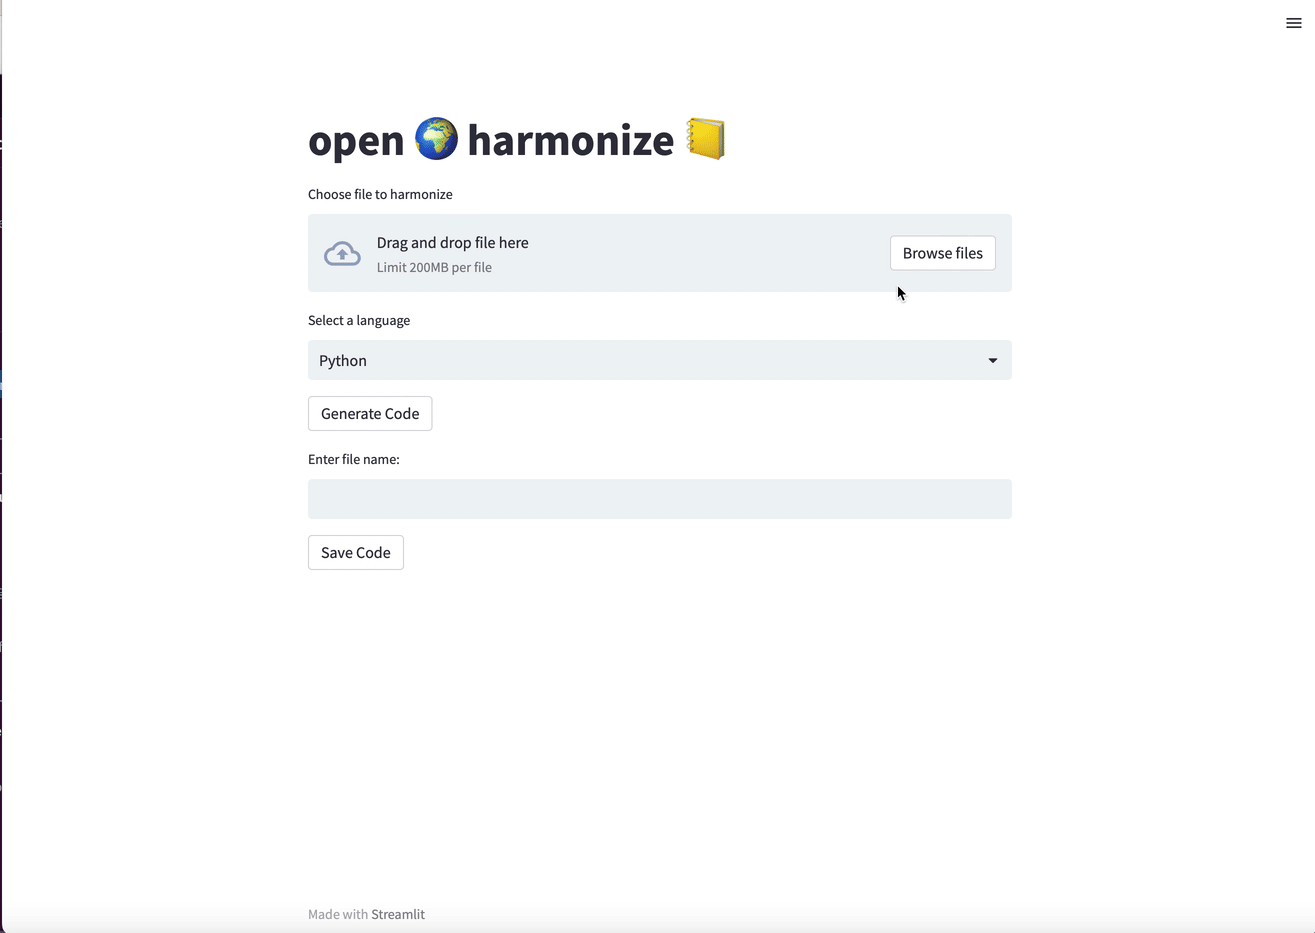 open 🌍 harmonize 📒
Choose file to harmonize
Drag and drop file here
Limit 200MB per file
Browse files
Select a language
Python
Generate Code
Enter file name:
Save Code
Made with Streamlit